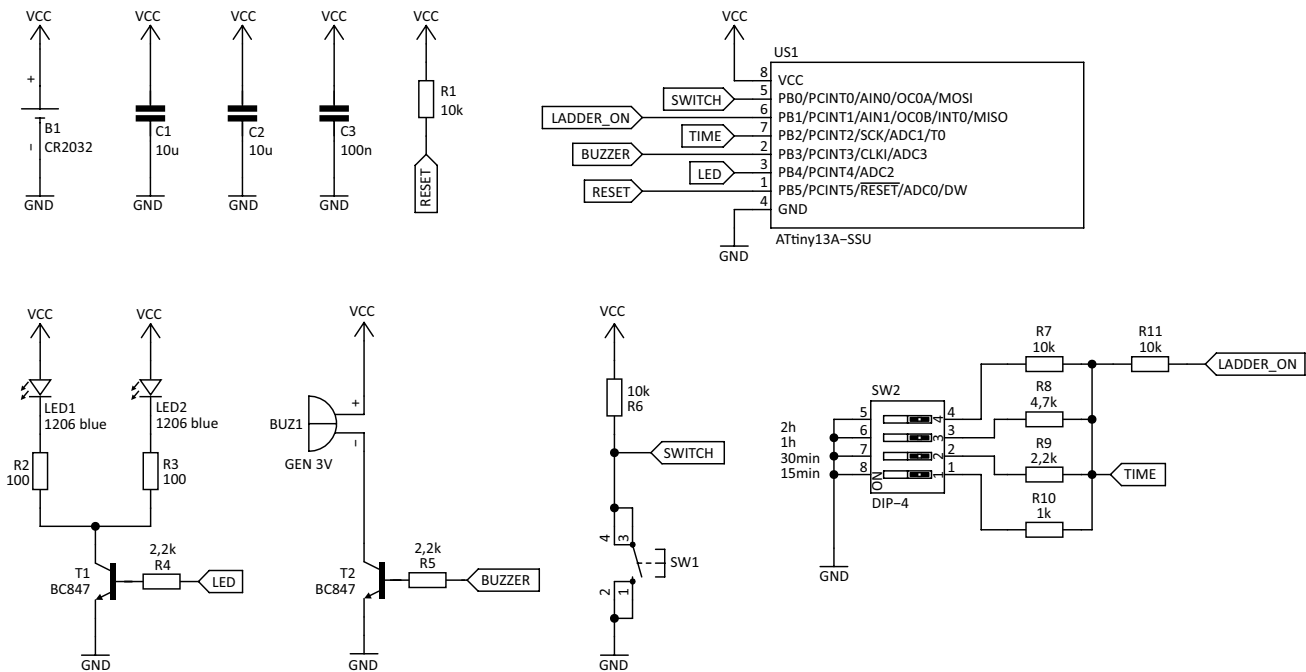 VCC
VCC
VCC
VCC
VCC
VCC
+
B1
CR2032
-
GND
C1
10u
GND
C2
10u
GND
C3
100n
GND
R1
10k
RESET
US1
8 VCC
5 PB0/PCINT0/AIN0/OC0A/MOSI
6 PB1/PCINT1/AIN1/OC0B/INT0/MISO
7 PB2/PCINT2/SCK/ADC1/T0
2 PB3/PCINT3/CLKI/ADC3
3 PB4/PCINT4/ADC2
1 PB5/PCINT5/RESET/ADC0/DW
4 GND
SWITCH
LADDER_ON
TIME
BUZZER
LED
RESET
GND
ATtiny13A-SSU
VCC
VCC
LED1
1206 blue
LED2
1206 blue
R2
100
R3
100
T1
BC847
2,2k
R4
LED
GND
VCC
BUZ1
+
-
GEN 3V
T2
BC847
2,2k
R5
BUZZER
GND
VCC
10k
R6
SWITCH
4
3
SW1
2
1
GND
SW2
2h
1h
30min
15min
5
6
7
8
ON
4
3
2
1
4
3
2
1
DIP-4
GND
R7
10k
R8
4,7k
R9
2,2k
R10
1k
R11
10k
LADDER_ON
TIME